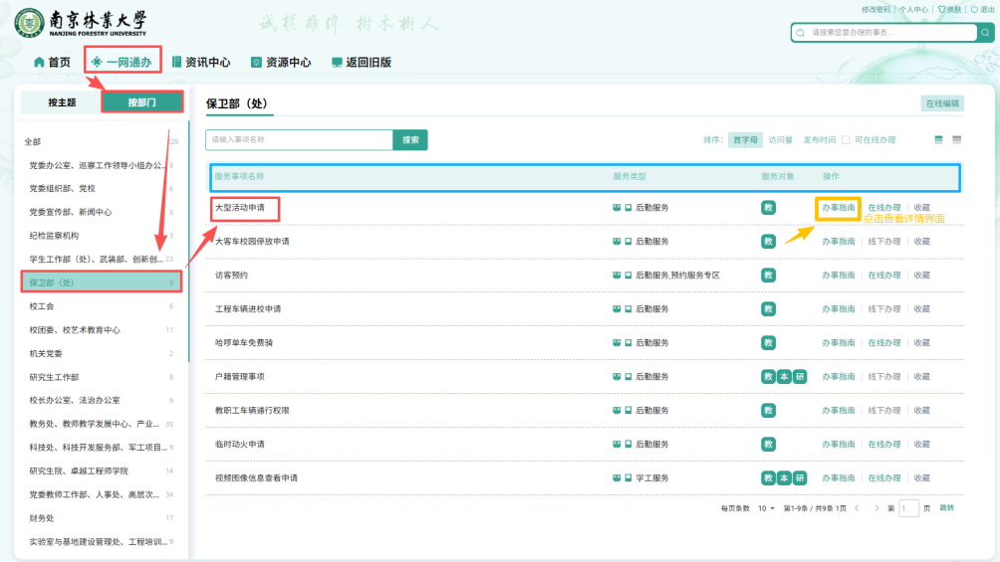 修改密码 | 个人中心 | 换肤 | 退出
南京林业大学
NANJING FORESTRY UNIVERSITY
诚朴雄伟 树木树人
请搜索您要办理的事务...
首页 一网通办 资讯中心 资源中心 返回旧版
按主题 按部门
全部 328
党委办公室、巡察工作领导小组办公... 8
党委组织部、党校 6
党委宣传部、新闻中心 5
纪检监察机构 3
学生工作部（处）、武装部、创新创... 23
保卫部（处） 9
校工会 6
校团委、校艺术教育中心 11
机关党委 2
研究生工作部 8
校长办公室、法治办公室 9
教务处、教师教学发展中心、产业... 35
科技处、科技开发服务部、军工项目... 9
研究生院、卓越工程师学院 14
党委教师工作部、人事处、高层次... 34
财务处 17
实验室与基地建设管理处、工程培训... 9
保卫部（处） 在线编辑
请输入事项名称 搜索 排序： 首字母 访问量 发布时间 可在线办理
服务事项名称 服务类型 服务对象 操作
大型活动申请 后勤服务 教 办事指南 | 在线办理 | 收藏
点击查看详情界面
大客车校园停放申请 后勤服务 教 办事指南 | 线下办理 | 收藏
访客预约 后勤服务,预约服务专区 教 办事指南 | 在线办理 | 收藏
工程车辆进校申请 后勤服务 教 办事指南 | 线下办理 | 收藏
哈啰单车免费骑 后勤服务 教 办事指南 | 在线办理 | 收藏
户籍管理事项 后勤服务 教 本 研 办事指南 | 线下办理 | 收藏
教职工车辆通行权限 后勤服务 教 办事指南 | 线下办理 | 收藏
临时动火申请 后勤服务 教 办事指南 | 在线办理 | 收藏
视频图像信息查看申请 学工服务 教 本 研 办事指南 | 在线办理 | 收藏
每页条数 10 第1-9条 / 共9条 1页 第 1 页 跳转